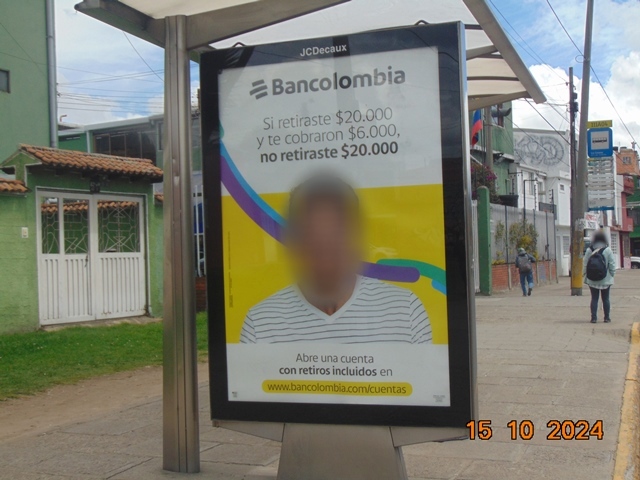 JCDecaux
Bancolombia
Si retiraste $20.000
y te cobraron $6.000,
no retiraste $20.000
Abre una cuenta
con retiros incluidos en
www.bancolombia.com/cuentas
15 10 2024